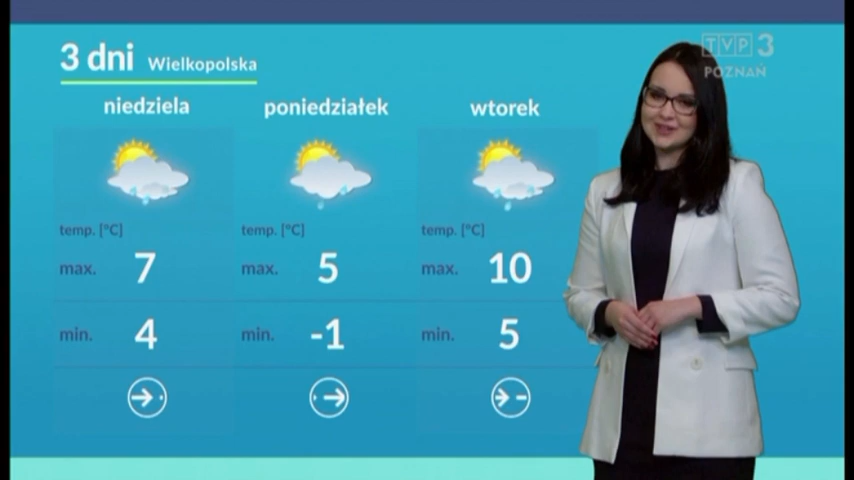 3 dni Wielkopolska
TVP 3
POZNAŃ
niedziela poniedziałek wtorek
temp. [°C] temp. [°C] temp. [°C]
max. 7 max. 5 max. 10
min. 4 min. -1 min. 5